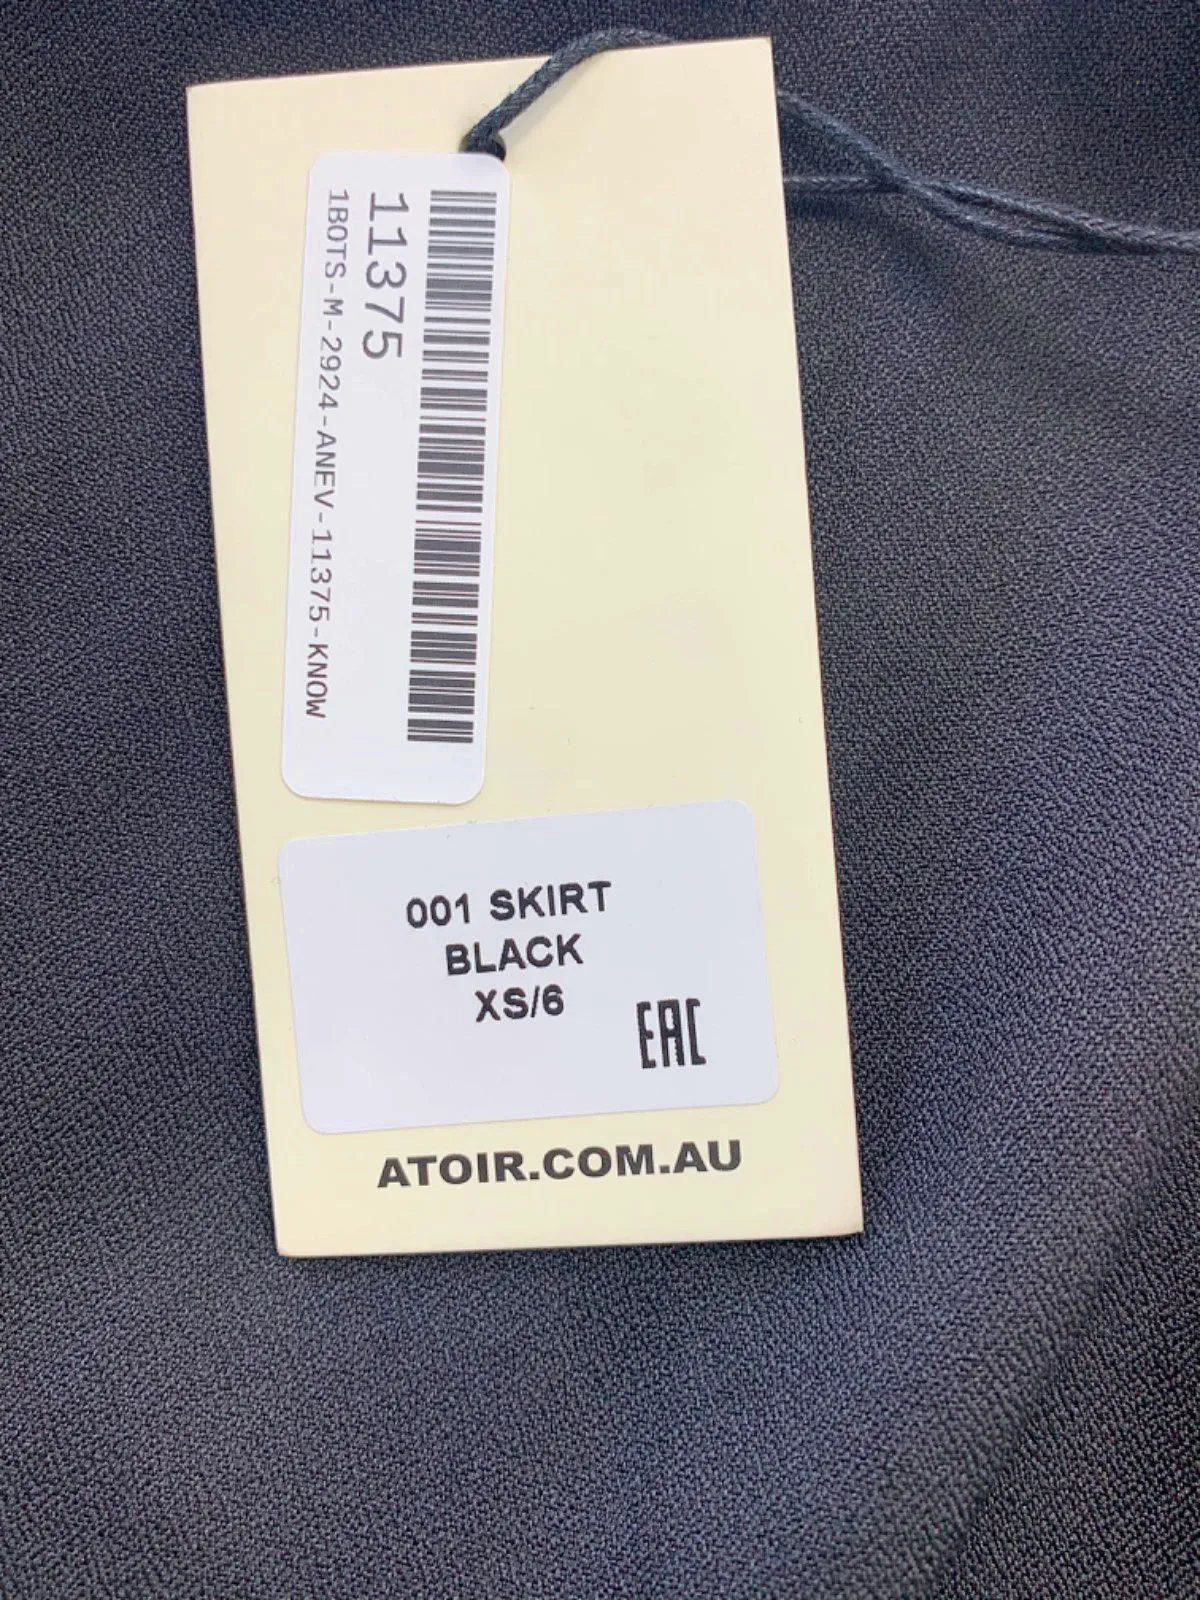 11375
1BOTS-M-2924-ANEV-11375-KNOW
001 SKIRT
BLACK
XS/6
EAC
ATOIR.COM.AU